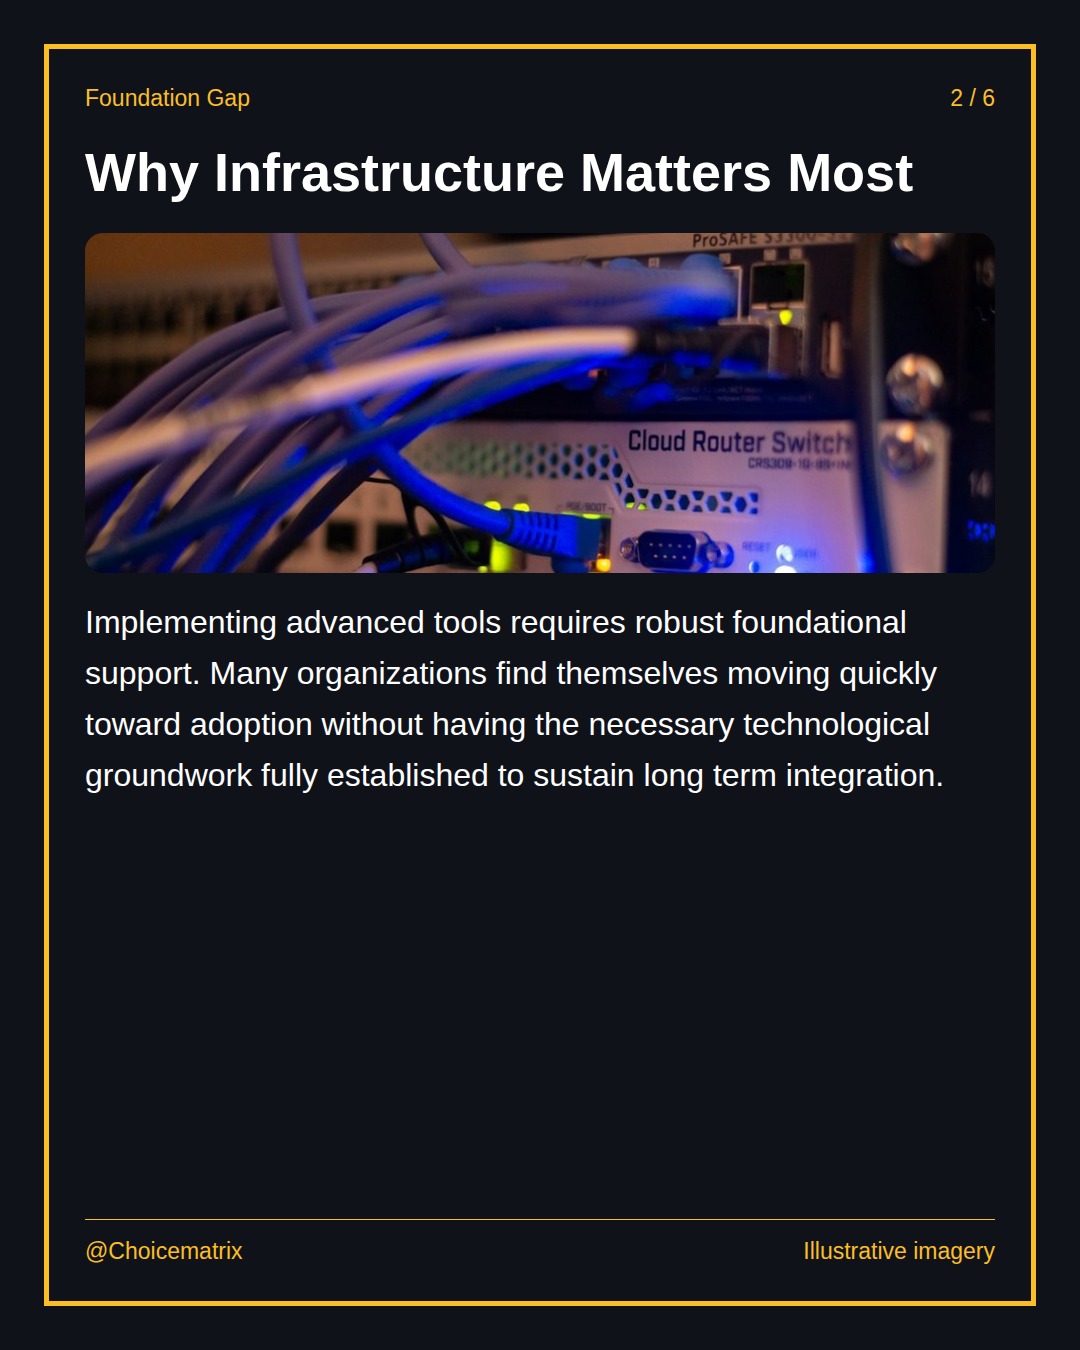 Foundation Gap
2 / 6
Why Infrastructure Matters Most
ProSAFE
Cloud Router Switch
RESET
Implementing advanced tools requires robust foundational
support. Many organizations find themselves moving quickly
toward adoption without having the necessary technological
groundwork fully established to sustain long term integration.
@Choicematrix
Illustrative imagery